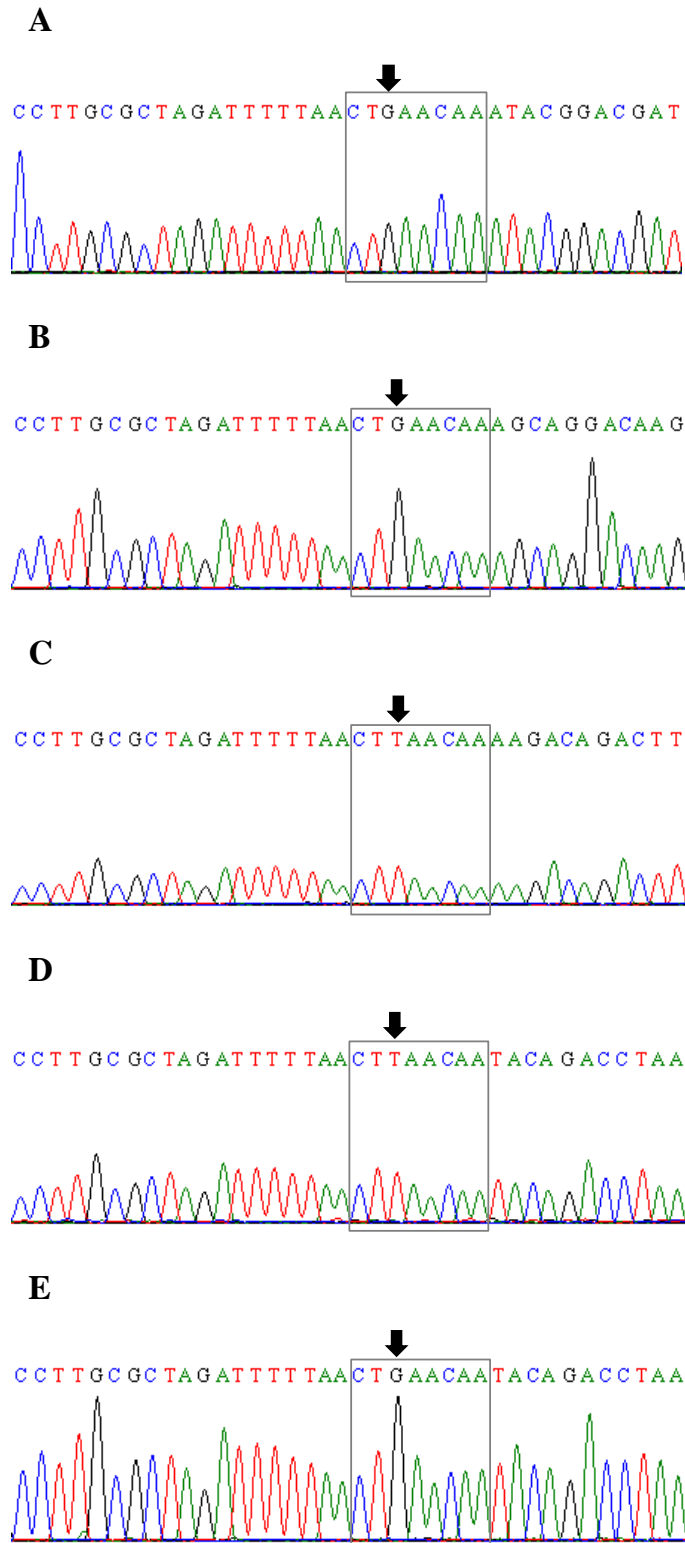 A
CCTTGCGCTAGATTTTTAACTGAACAAATACGGACGAT
B
CCTTGCGCTAGATTTTTAACTGAACAAAGCAGGACAAG
C
CCTTGCGCTAGATTTTTAACTTAACAAAAGACAGACTT
D
CCTTGCGCTAGATTTTTAACTTAACAATACAGACCTAA
E
CCTTGCGCTAGATTTTTAACTGAACAATACAGACCTAA